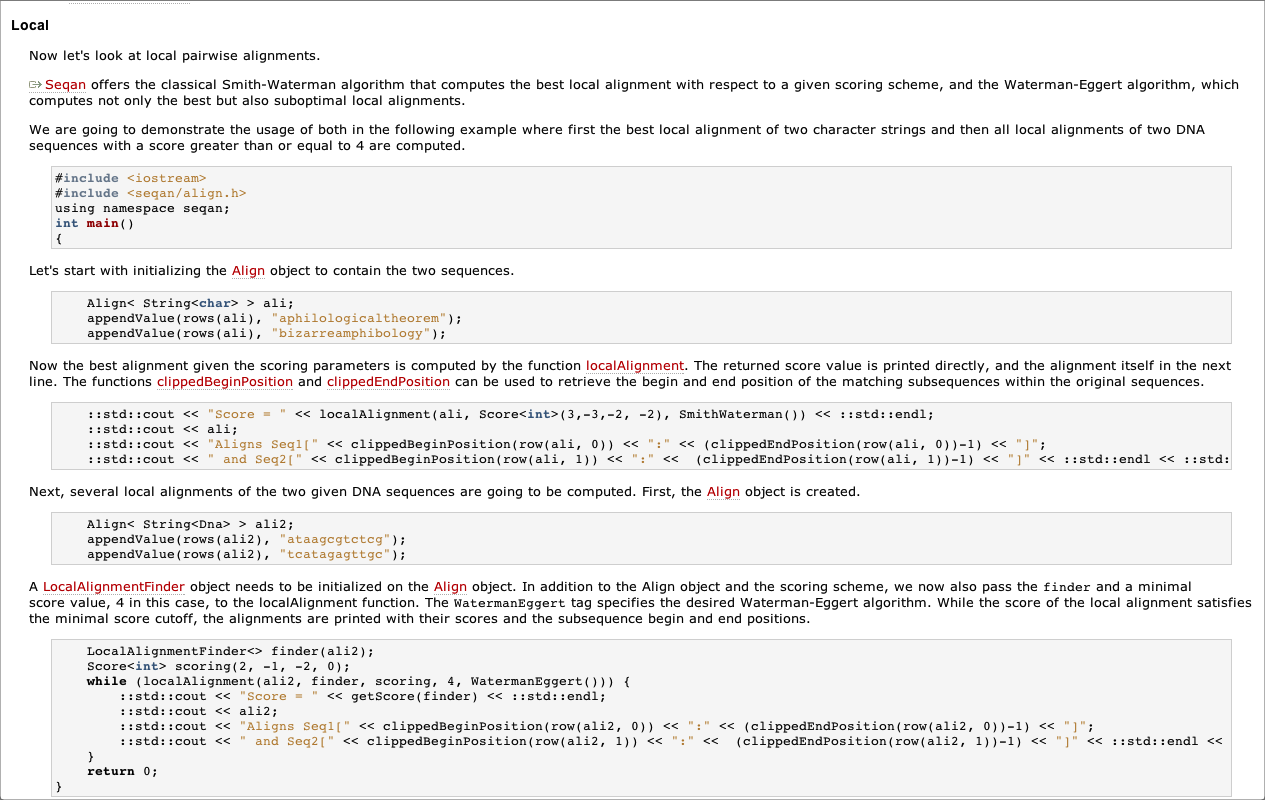 Local
Now let's look at local pairwise alignments.
Seqan offers the classical Smith-Waterman algorithm that computes the best local alignment with respect to a given scoring scheme, and the Waterman-Eggert algorithm, which
computes not only the best but also suboptimal local alignments.
We are going to demonstrate the usage of both in the following example where first the best local alignment of two character strings and then all local alignments of two DNA
sequences with a score greater than or equal to 4 are computed.
#include <iostream>
#include <seqan/align.h>
using namespace seqan;
int main()
{
Let's start with initializing the Align object to contain the two sequences.
    Align< String<char> > ali;
    appendValue(rows(ali), "aphilologicaltheorem");
    appendValue(rows(ali), "bizarreamphibology");
Now the best alignment given the scoring parameters is computed by the function localAlignment. The returned score value is printed directly, and the alignment itself in the next
line. The functions clippedBeginPosition and clippedEndPosition can be used to retrieve the begin and end position of the matching subsequences within the original sequences.
    ::std::cout << "Score = " << localAlignment(ali, Score<int>(3,-3,-2, -2), SmithWaterman()) << ::std::endl;
    ::std::cout << ali;
    ::std::cout << "Aligns Seq1[" << clippedBeginPosition(row(ali, 0)) << ":" << (clippedEndPosition(row(ali, 0))-1) << "]";
    ::std::cout << " and Seq2[" << clippedBeginPosition(row(ali, 1)) << ":" <<  (clippedEndPosition(row(ali, 1))-1) << "]" << ::std::endl << ::std:
Next, several local alignments of the two given DNA sequences are going to be computed. First, the Align object is created.
    Align< String<Dna> > ali2;
    appendValue(rows(ali2), "ataagcgtctcg");
    appendValue(rows(ali2), "tcatagagttgc");
A LocalAlignmentFinder object needs to be initialized on the Align object. In addition to the Align object and the scoring scheme, we now also pass the finder and a minimal
score value, 4 in this case, to the localAlignment function. The WatermanEggert tag specifies the desired Waterman-Eggert algorithm. While the score of the local alignment satisfies
the minimal score cutoff, the alignments are printed with their scores and the subsequence begin and end positions.
    LocalAlignmentFinder<> finder(ali2);
    Score<int> scoring(2, -1, -2, 0);
    while (localAlignment(ali2, finder, scoring, 4, WatermanEggert())) {
        ::std::cout << "Score = " << getScore(finder) << ::std::endl;
        ::std::cout << ali2;
        ::std::cout << "Aligns Seq1[" << clippedBeginPosition(row(ali2, 0)) << ":" << (clippedEndPosition(row(ali2, 0))-1) << "]";
        ::std::cout << " and Seq2[" << clippedBeginPosition(row(ali2, 1)) << ":" <<  (clippedEndPosition(row(ali2, 1))-1) << "]" << ::std::endl <<
    }
    return 0;
}